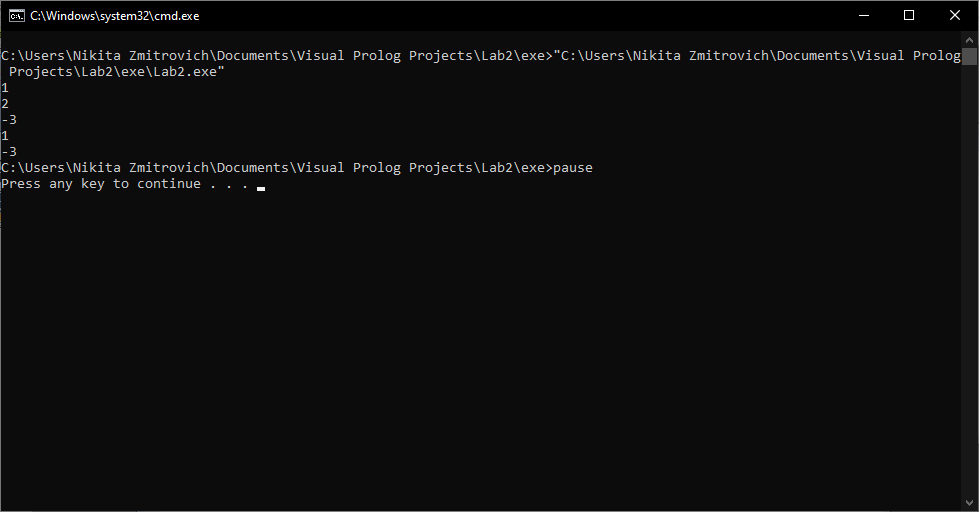 C:\Windows\system32\cmd.exe
C:\Users\Nikita Zmitrovich\Documents\Visual Prolog Projects\Lab2\exe>"C:\Users\Nikita Zmitrovich\Documents\Visual Prolog
 Projects\Lab2\exe\Lab2.exe"
1
2
-3
1
-3
C:\Users\Nikita Zmitrovich\Documents\Visual Prolog Projects\Lab2\exe>pause
Press any key to continue . . .